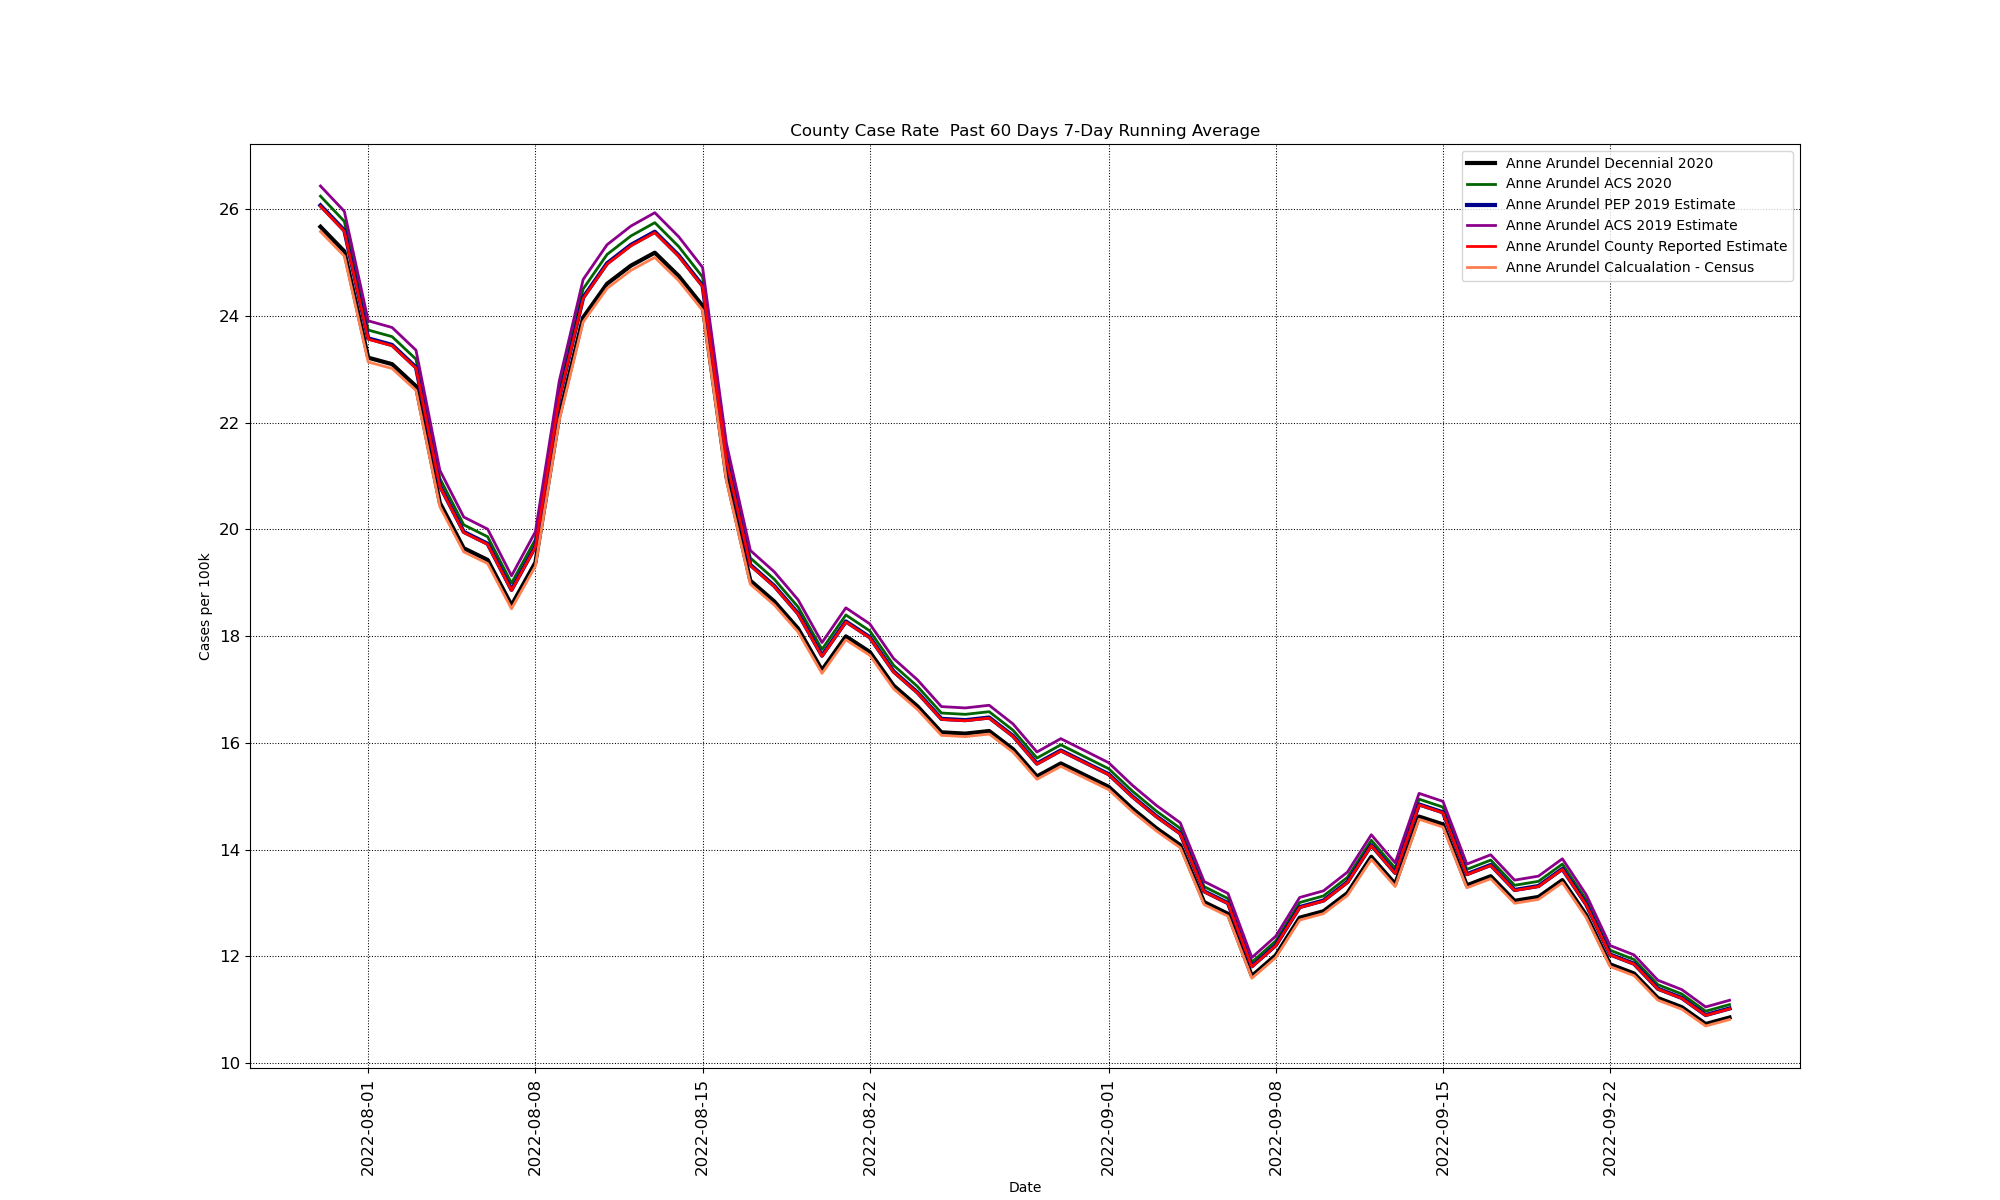 County Case Rate  Past 60 Days 7-Day Running Average
Anne Arundel Decennial 2020
Anne Arundel ACS 2020
Anne Arundel PEP 2019 Estimate
Anne Arundel ACS 2019 Estimate
Anne Arundel County Reported Estimate
Anne Arundel Calcualation - Census
Cases per 100k
26
24
22
20
18
16
14
12
10
2022-08-01
2022-08-08
2022-08-15
2022-08-22
2022-09-01
2022-09-08
2022-09-15
2022-09-22
Date